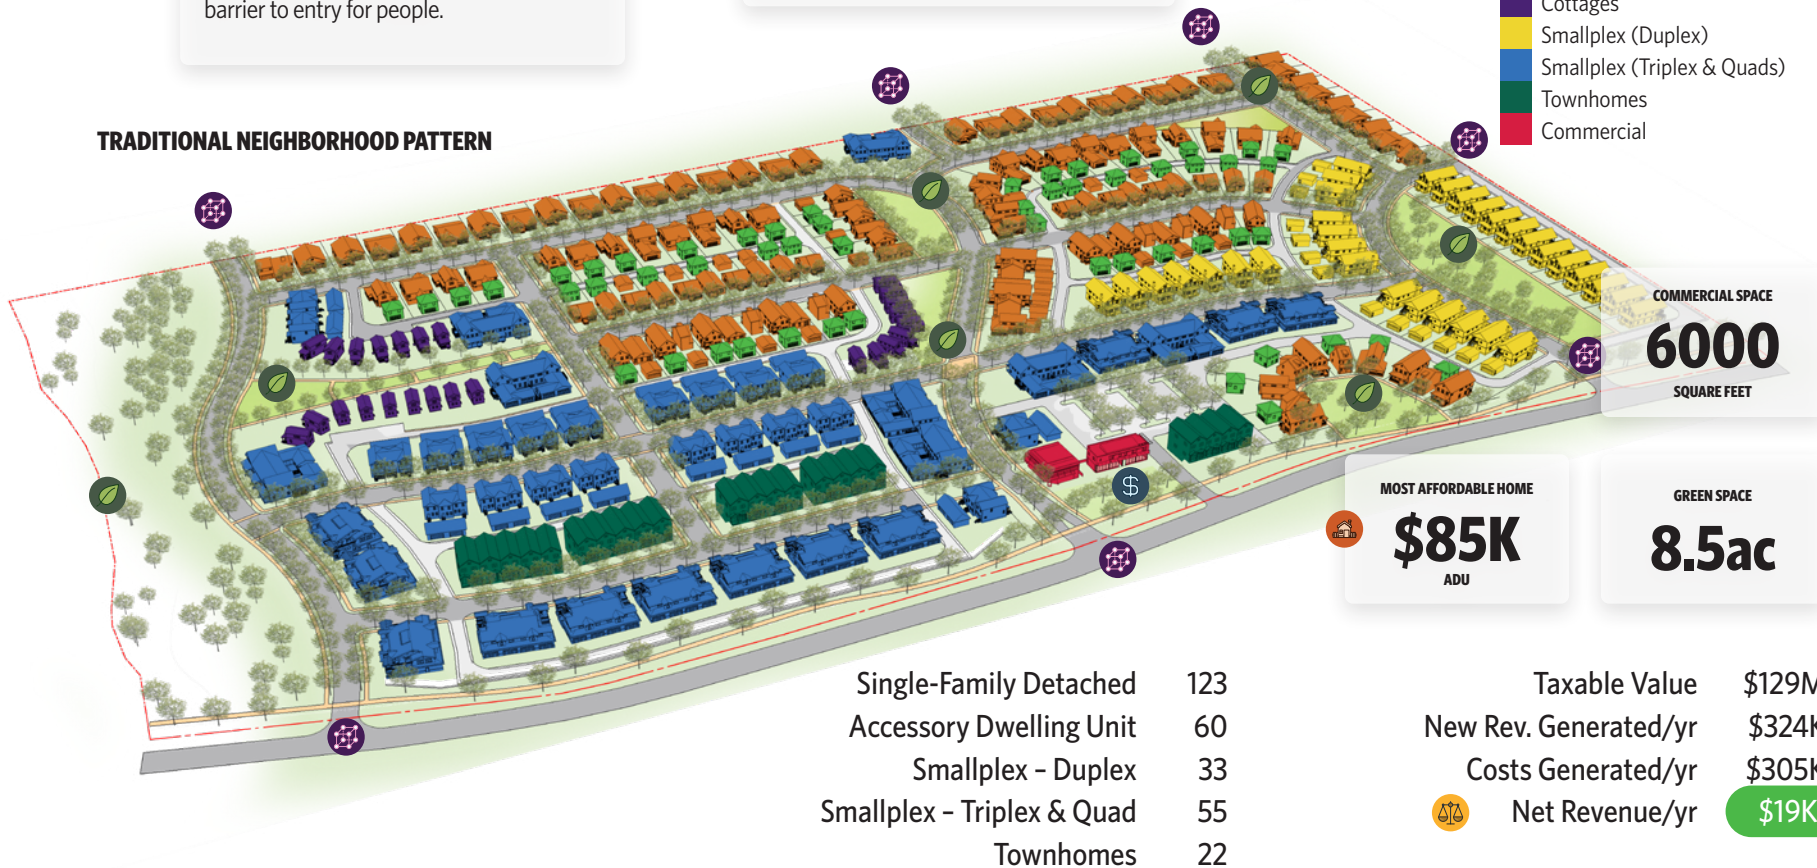 barrier to entry for people.
Cottages
Smallplex (Duplex)
Smallplex (Triplex & Quads)
Townhomes
Commercial
TRADITIONAL NEIGHBORHOOD PATTERN
COMMERCIAL SPACE
6000
SQUARE FEET
MOST AFFORDABLE HOME
$85K
ADU
GREEN SPACE
8.5ac
$
Single-Family Detached 123
Accessory Dwelling Unit 60
Smallplex – Duplex 33
Smallplex – Triplex & Quad 55
Townhomes 22
Taxable Value $129M
New Rev. Generated/yr $324K
Costs Generated/yr $305K
Net Revenue/yr $19K